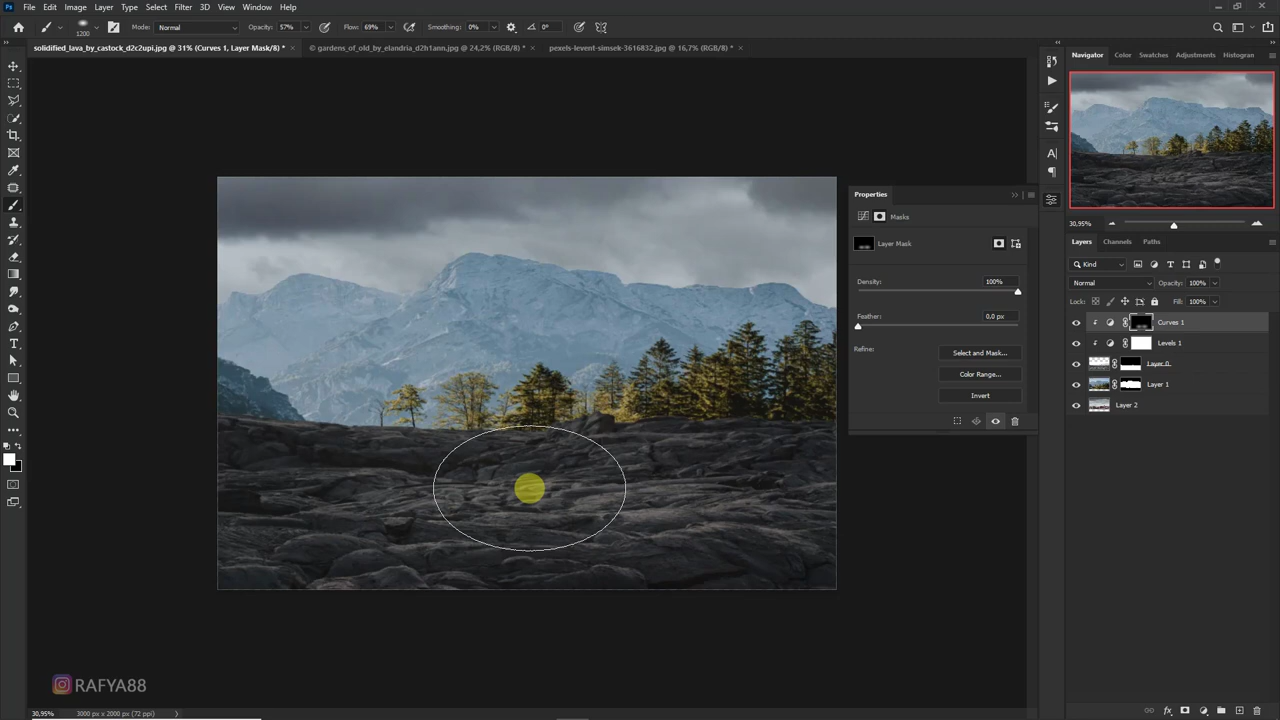 Ps File Edit Image Layer Type Select Filter 3D View Window Help
1200 Mode: Normal Opacity: 57% Flow: 69% Smoothing: 0% 0°
solidified_lava_by_castock_d2c2upi.jpg @ 31% (Curves 1, Layer Mask/8) * × © gardens_of_old_by_elandria_d2h1ann.jpg @ 24,2% (RGB/8) * × pexels-levent-simsek-3616832.jpg @ 16,7% (RGB/8) * ×
Navigator Color Swatches Adjustments Histogran
Properties
Masks
Layer Mask
Density: 100%
Feather: 0,0 px
Refine: Select and Mask...
Color Range...
Invert
30,95%
Layers Channels Paths
Kind
Normal Opacity: 100%
Lock: Fill: 100%
Curves 1
Levels 1
Layer 0
Layer 1
Layer 2
RAFYA88
30,95% 3000 px x 2000 px (72 ppi)